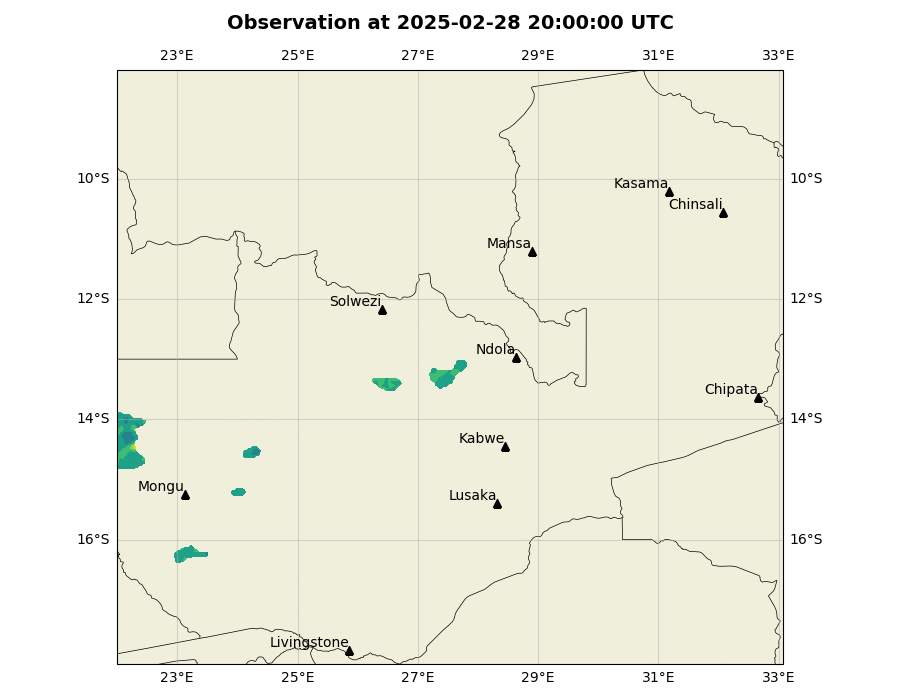 Observation at 2025-02-28 20:00:00 UTC
23°E 25°E 27°E 29°E 31°E 33°E
10°S 10°S
Kasama
Chinsali
Mansa
12°S 12°S
Solwezi
Ndola
Chipata
14°S 14°S
Kabwe
Mongu
Lusaka
16°S 16°S
Livingstone
23°E 25°E 27°E 29°E 31°E 33°E